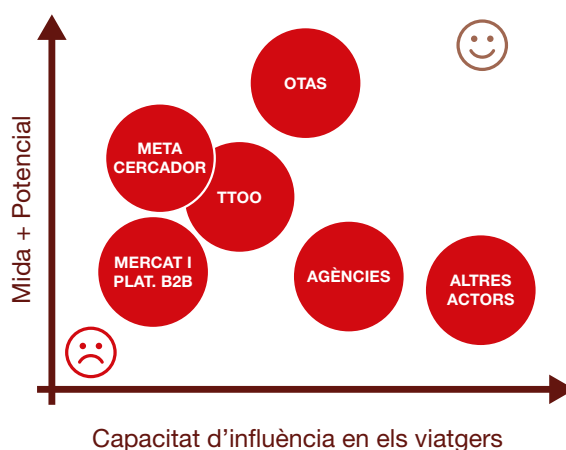 Mida + Potencial
OTAS
META
CERCADOR
TTOO
MERCAT I
PLAT. B2B
AGÈNCIES
ALTRES
ACTORS
Capacitat d’influència en els viatgers